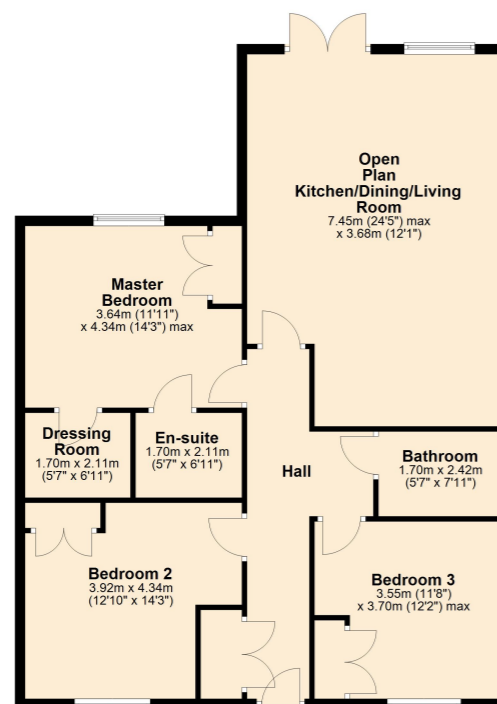 Open
Plan
Kitchen/Dining/Living
Room
7.45m (24'5") max
x 3.68m (12'1")
Master
Bedroom
3.64m (11'11")
x 4.34m (14'3") max
Dressing
Room
1.70m x 2.11m
(5'7" x 6'11")
En-suite
1.70m x 2.11m
(5'7" x 6'11")
Hall
Bathroom
1.70m x 2.42m
(5'7" x 7'11")
Bedroom 2
3.92m x 4.34m
(12'10" x 14'3")
Bedroom 3
3.55m (11'8")
x 3.70m (12'2") max